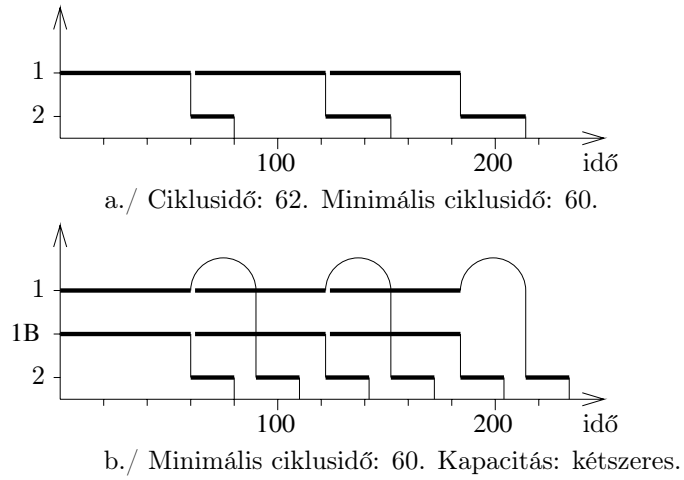 1
2
100
200
idő
a./ Ciklusidő: 62. Minimális ciklusidő: 60.
1
1B
2
100
200
idő
b./ Minimális ciklusidő: 60. Kapacitás: kétszeres.